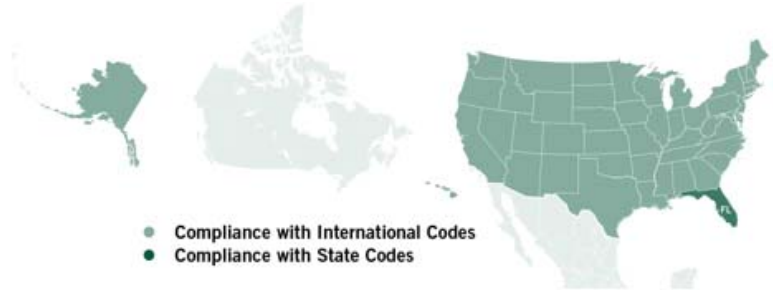 FL
Compliance with International Codes
Compliance with State Codes